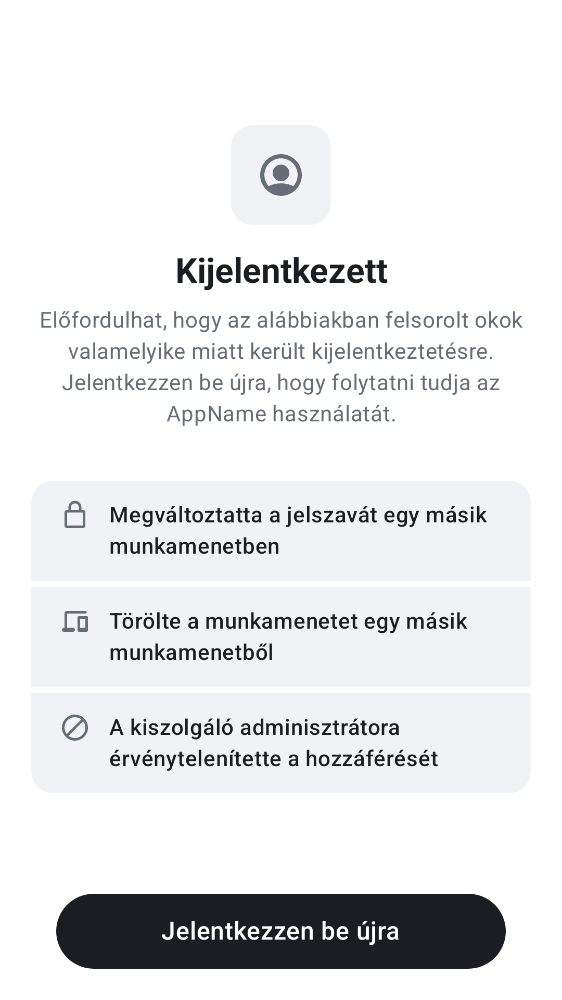 Kijelentkezett
Előfordulhat, hogy az alábbiakban felsorolt okok
valamelyike miatt került kijelentkeztetésre.
Jelentkezzen be újra, hogy folytatni tudja az
AppName használatát.
Megváltoztatta a jelszavát egy másik
munkamenetben
Törölte a munkamenetet egy másik
munkamenetből
A kiszolgáló adminisztrátora
érvénytelenítette a hozzáférését
Jelentkezzen be újra